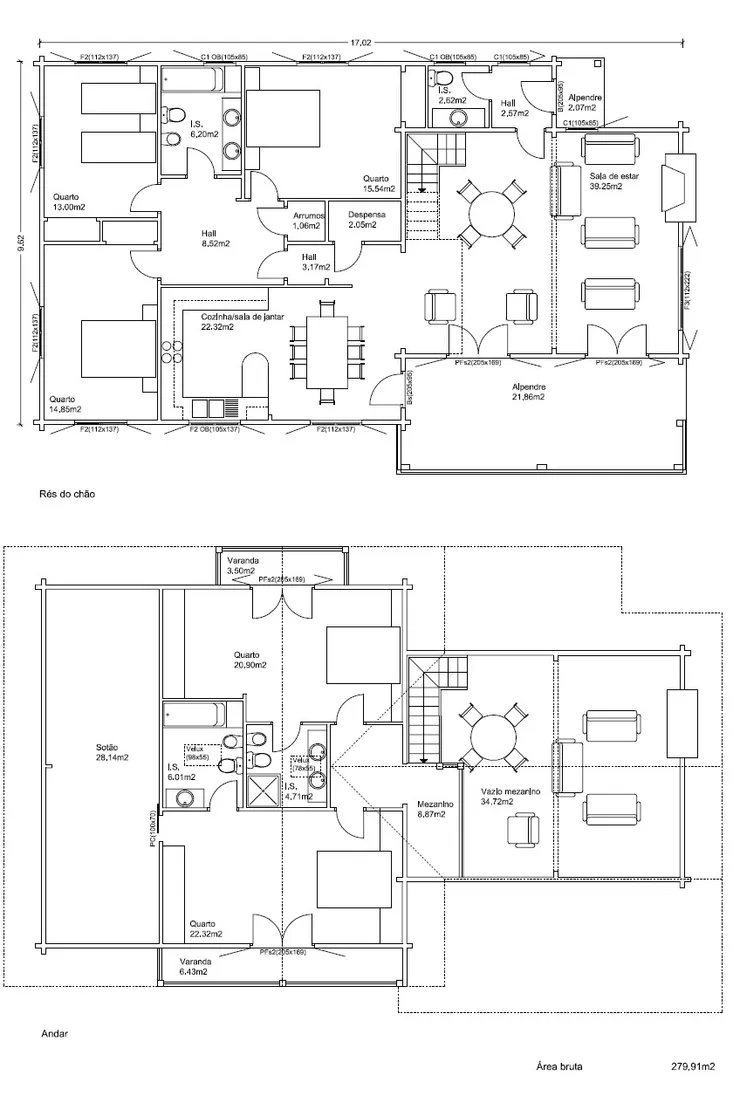 17.02
F2(112x137)
C1 OB(105x85)
F2(112x137)
C1 OB(105x85)
C1(105x85)
I.S.
2,62m2
Hall
2,57m2
B(205x95)
Alpendre
2.07m2
C1(105x85)
F2(112x137)
I.S.
6,20m2
Quarto
13.00m2
Quarto
15.54m2
Sala de estar
39.25m2
9.62
Hall
8,52m2
Arrumos
1,06m2
Despensa
2.05m2
Hall
3,17m2
F3(112x222)
F2(112x137)
Cozinha/sala de jantar
22.32m2
Quarto
14,85m2
PFs2(205x169)
PFs2(205x169)
Bs(205x95)
Alpendre
21,86m2
F2(112x137)
F2 OB(105x137)
F2(112x137)
Rés do chão
Varanda
3.50m2
PFs2(205x169)
Quarto
20,90m2
Sotão
28,14m2
Velux
(98x55)
I.S.
6.01m2
Velux
(78x55)
I.S.
4,71m2
Mezanino
8,87m2
Vazio mezanino
34.72m2
PC(100x70)
Quarto
22.32m2
PFs2(205x169)
Varanda
6.43m2
Andar
Área bruta 279,91m2